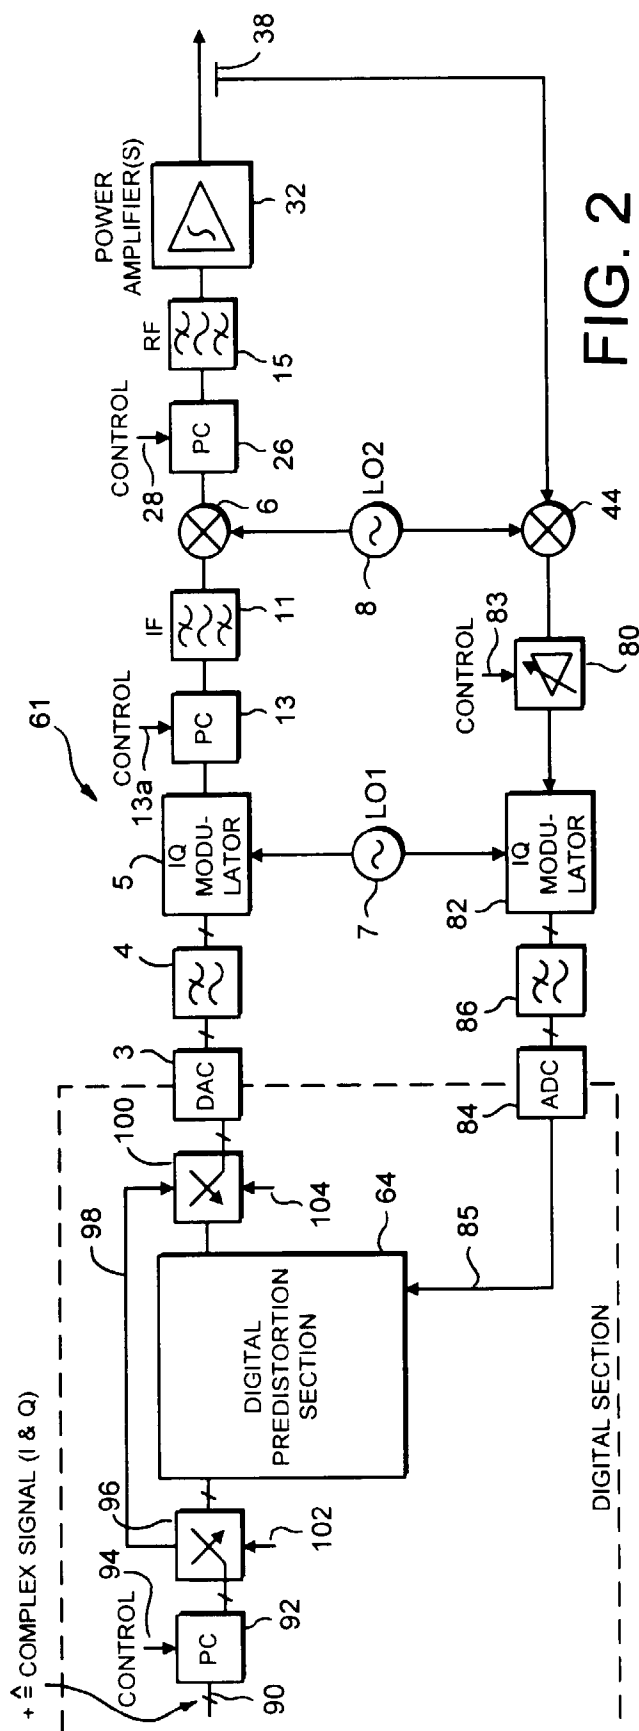 + ≙ COMPLEX SIGNAL (I & Q)
CONTROL
94
90
PC
92
96
102
98
DIGITAL
PREDISTORTION
SECTION
64
100
104
DAC
3
4
5
IQ
MODU-
LATOR
61
CONTROL
13a
PC
13
IF
11
6
CONTROL
28
PC
26
RF
15
POWER
AMPLIFIER(S)
32
38
7
LO1
8
LO2
44
CONTROL
83
80
IQ
MODU-
LATOR
82
86
ADC
84
85
DIGITAL SECTION
FIG. 2